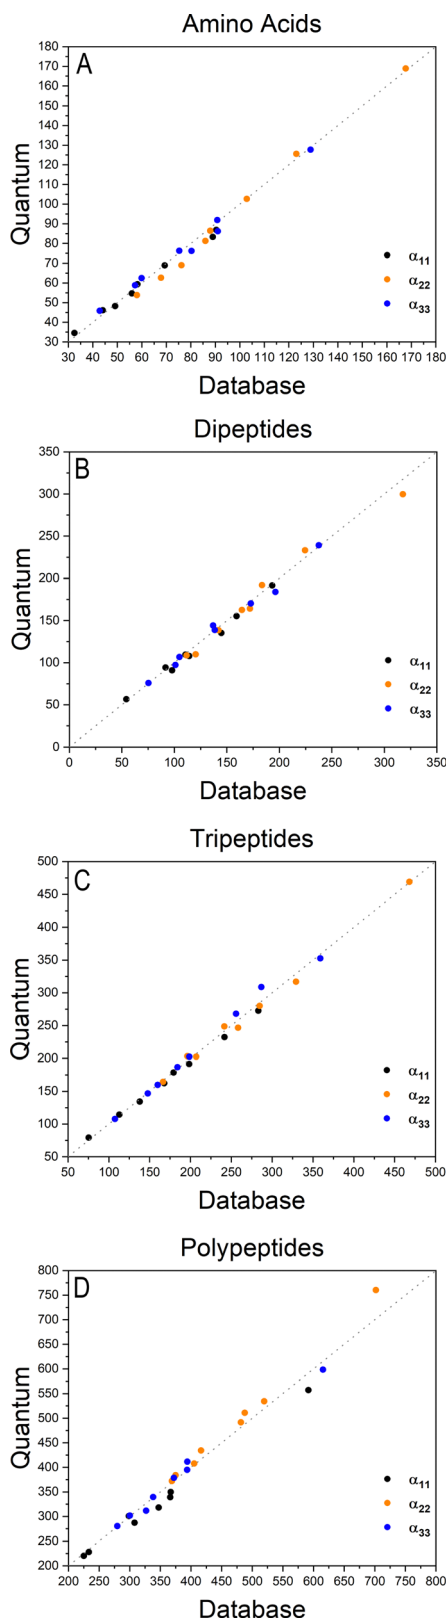 Amino Acids
A
180
170
160
150
140
130
120
110
100
90
80
70
60
50
40
30
Quantum
α11
α22
α33
30 40 50 60 70 80 90 100 110 120 130 140 150 160 170 180
Database
Dipeptides
B
350
300
250
200
150
100
50
0
Quantum
α11
α22
α33
0 50 100 150 200 250 300 350
Database
Tripeptides
C
500
450
400
350
300
250
200
150
100
50
Quantum
α11
α22
α33
50 100 150 200 250 300 350 400 450 500
Database
Polypeptides
D
800
750
700
650
600
550
500
450
400
350
300
250
200
Quantum
α11
α22
α33
200 250 300 350 400 450 500 550 600 650 700 750 800
Database